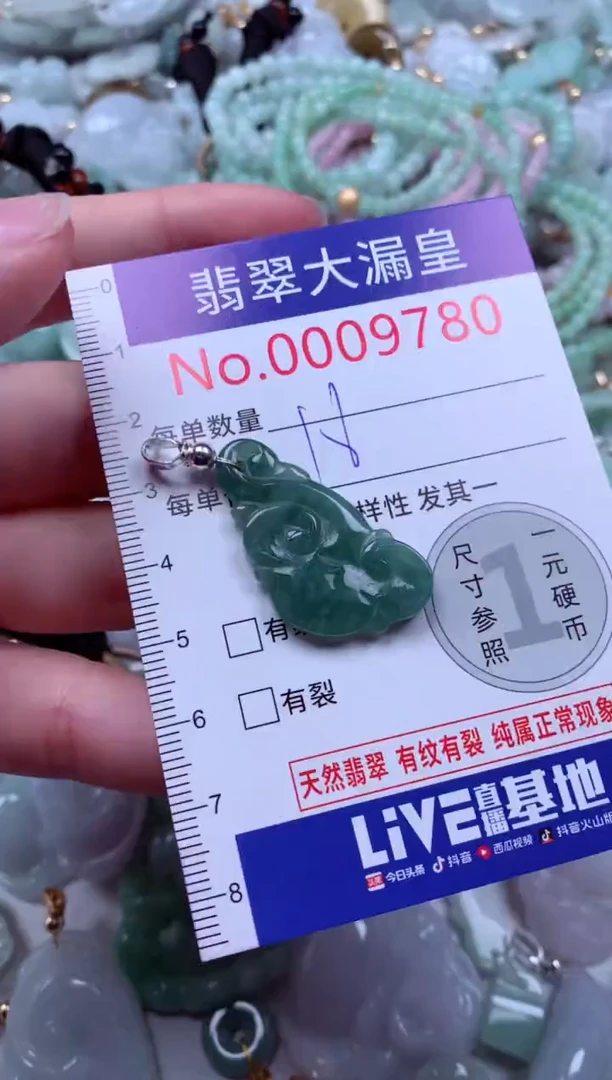 翡翠大漏皇
No.0009780
每单数量 18
每单 样性 发其一
尺寸参照
1
一元硬币
有
有裂
天然翡翠 有纹有裂 纯属正常现象
LiVE直播基地
头条 今日头条 抖音 西瓜视频 抖音火山版
0
1
2
3
4
5
6
7
8